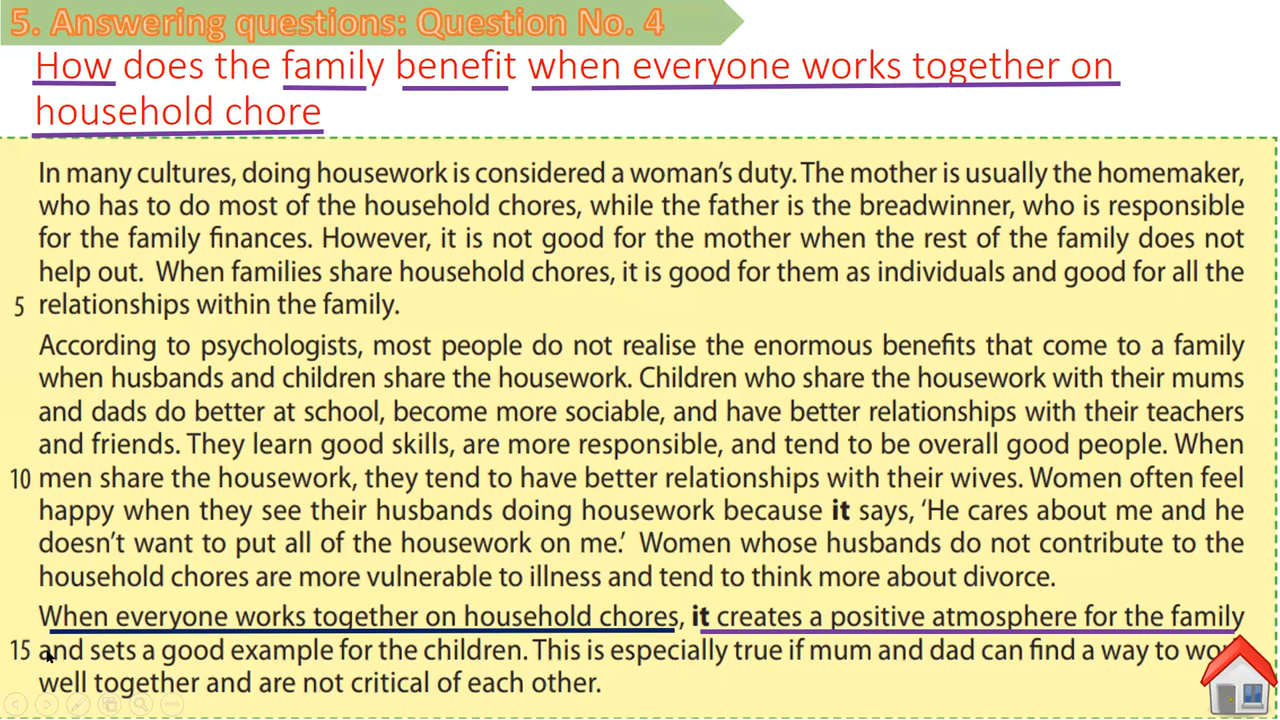 5. Answering questions: Question No. 4
How does the family benefit when everyone works together on
household chore
In many cultures, doing housework is considered a woman's duty. The mother is usually the homemaker,
who has to do most of the household chores, while the father is the breadwinner, who is responsible
for the family finances. However, it is not good for the mother when the rest of the family does not
help out. When families share household chores, it is good for them as individuals and good for all the
5 relationships within the family.
According to psychologists, most people do not realise the enormous benefits that come to a family
when husbands and children share the housework. Children who share the housework with their mums
and dads do better at school, become more sociable, and have better relationships with their teachers
and friends. They learn good skills, are more responsible, and tend to be overall good people. When
10 men share the housework, they tend to have better relationships with their wives. Women often feel
happy when they see their husbands doing housework because it says, 'He cares about me and he
doesn't want to put all of the housework on me.' Women whose husbands do not contribute to the
household chores are more vulnerable to illness and tend to think more about divorce.
When everyone works together on household chores, it creates a positive atmosphere for the family
15 and sets a good example for the children. This is especially true if mum and dad can find a way to
well together and are not critical of each other.